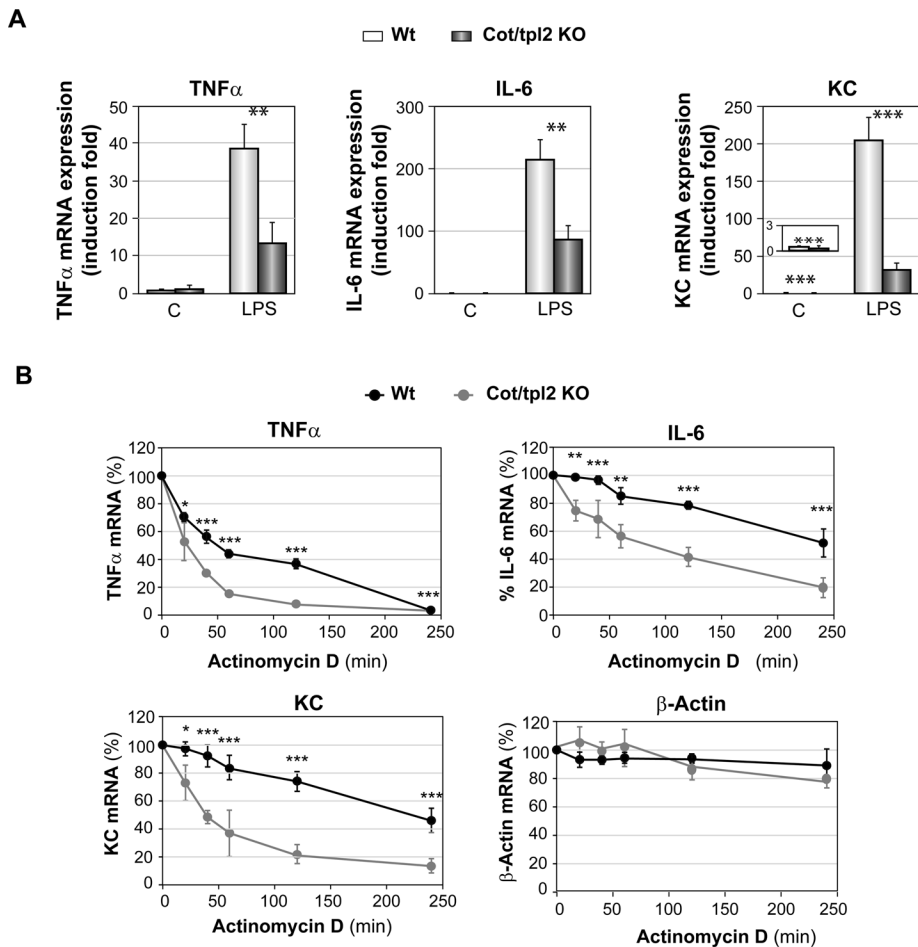 A
Wt Cot/tpl2 KO
TNFα
TNFα mRNA expression
(induction fold)
50
40
30
20
10
0
**
C LPS
IL-6
IL-6 mRNA expression
(induction fold)
300
200
100
0
**
C LPS
KC
KC mRNA expression
(induction fold)
250
200
150
100
50
0
***
3
0
***
***
C LPS
B
Wt Cot/tpl2 KO
TNFα
TNFα mRNA (%)
120
100
80
60
40
20
0
* *** *** *** ***
0 50 100 150 200 250
Actinomycin D (min)
IL-6
% IL-6 mRNA (%)
120
100
80
60
40
20
0
** *** ** *** ***
0 50 100 150 200 250
Actinomycin D (min)
KC
KC mRNA (%)
120
100
80
60
40
20
0
* *** *** *** ***
0 50 100 150 200 250
Actinomycin D (min)
β-Actin
β-Actin mRNA (%)
120
100
80
60
40
20
0
0 50 100 150 200 250
Actinomycin D (min)